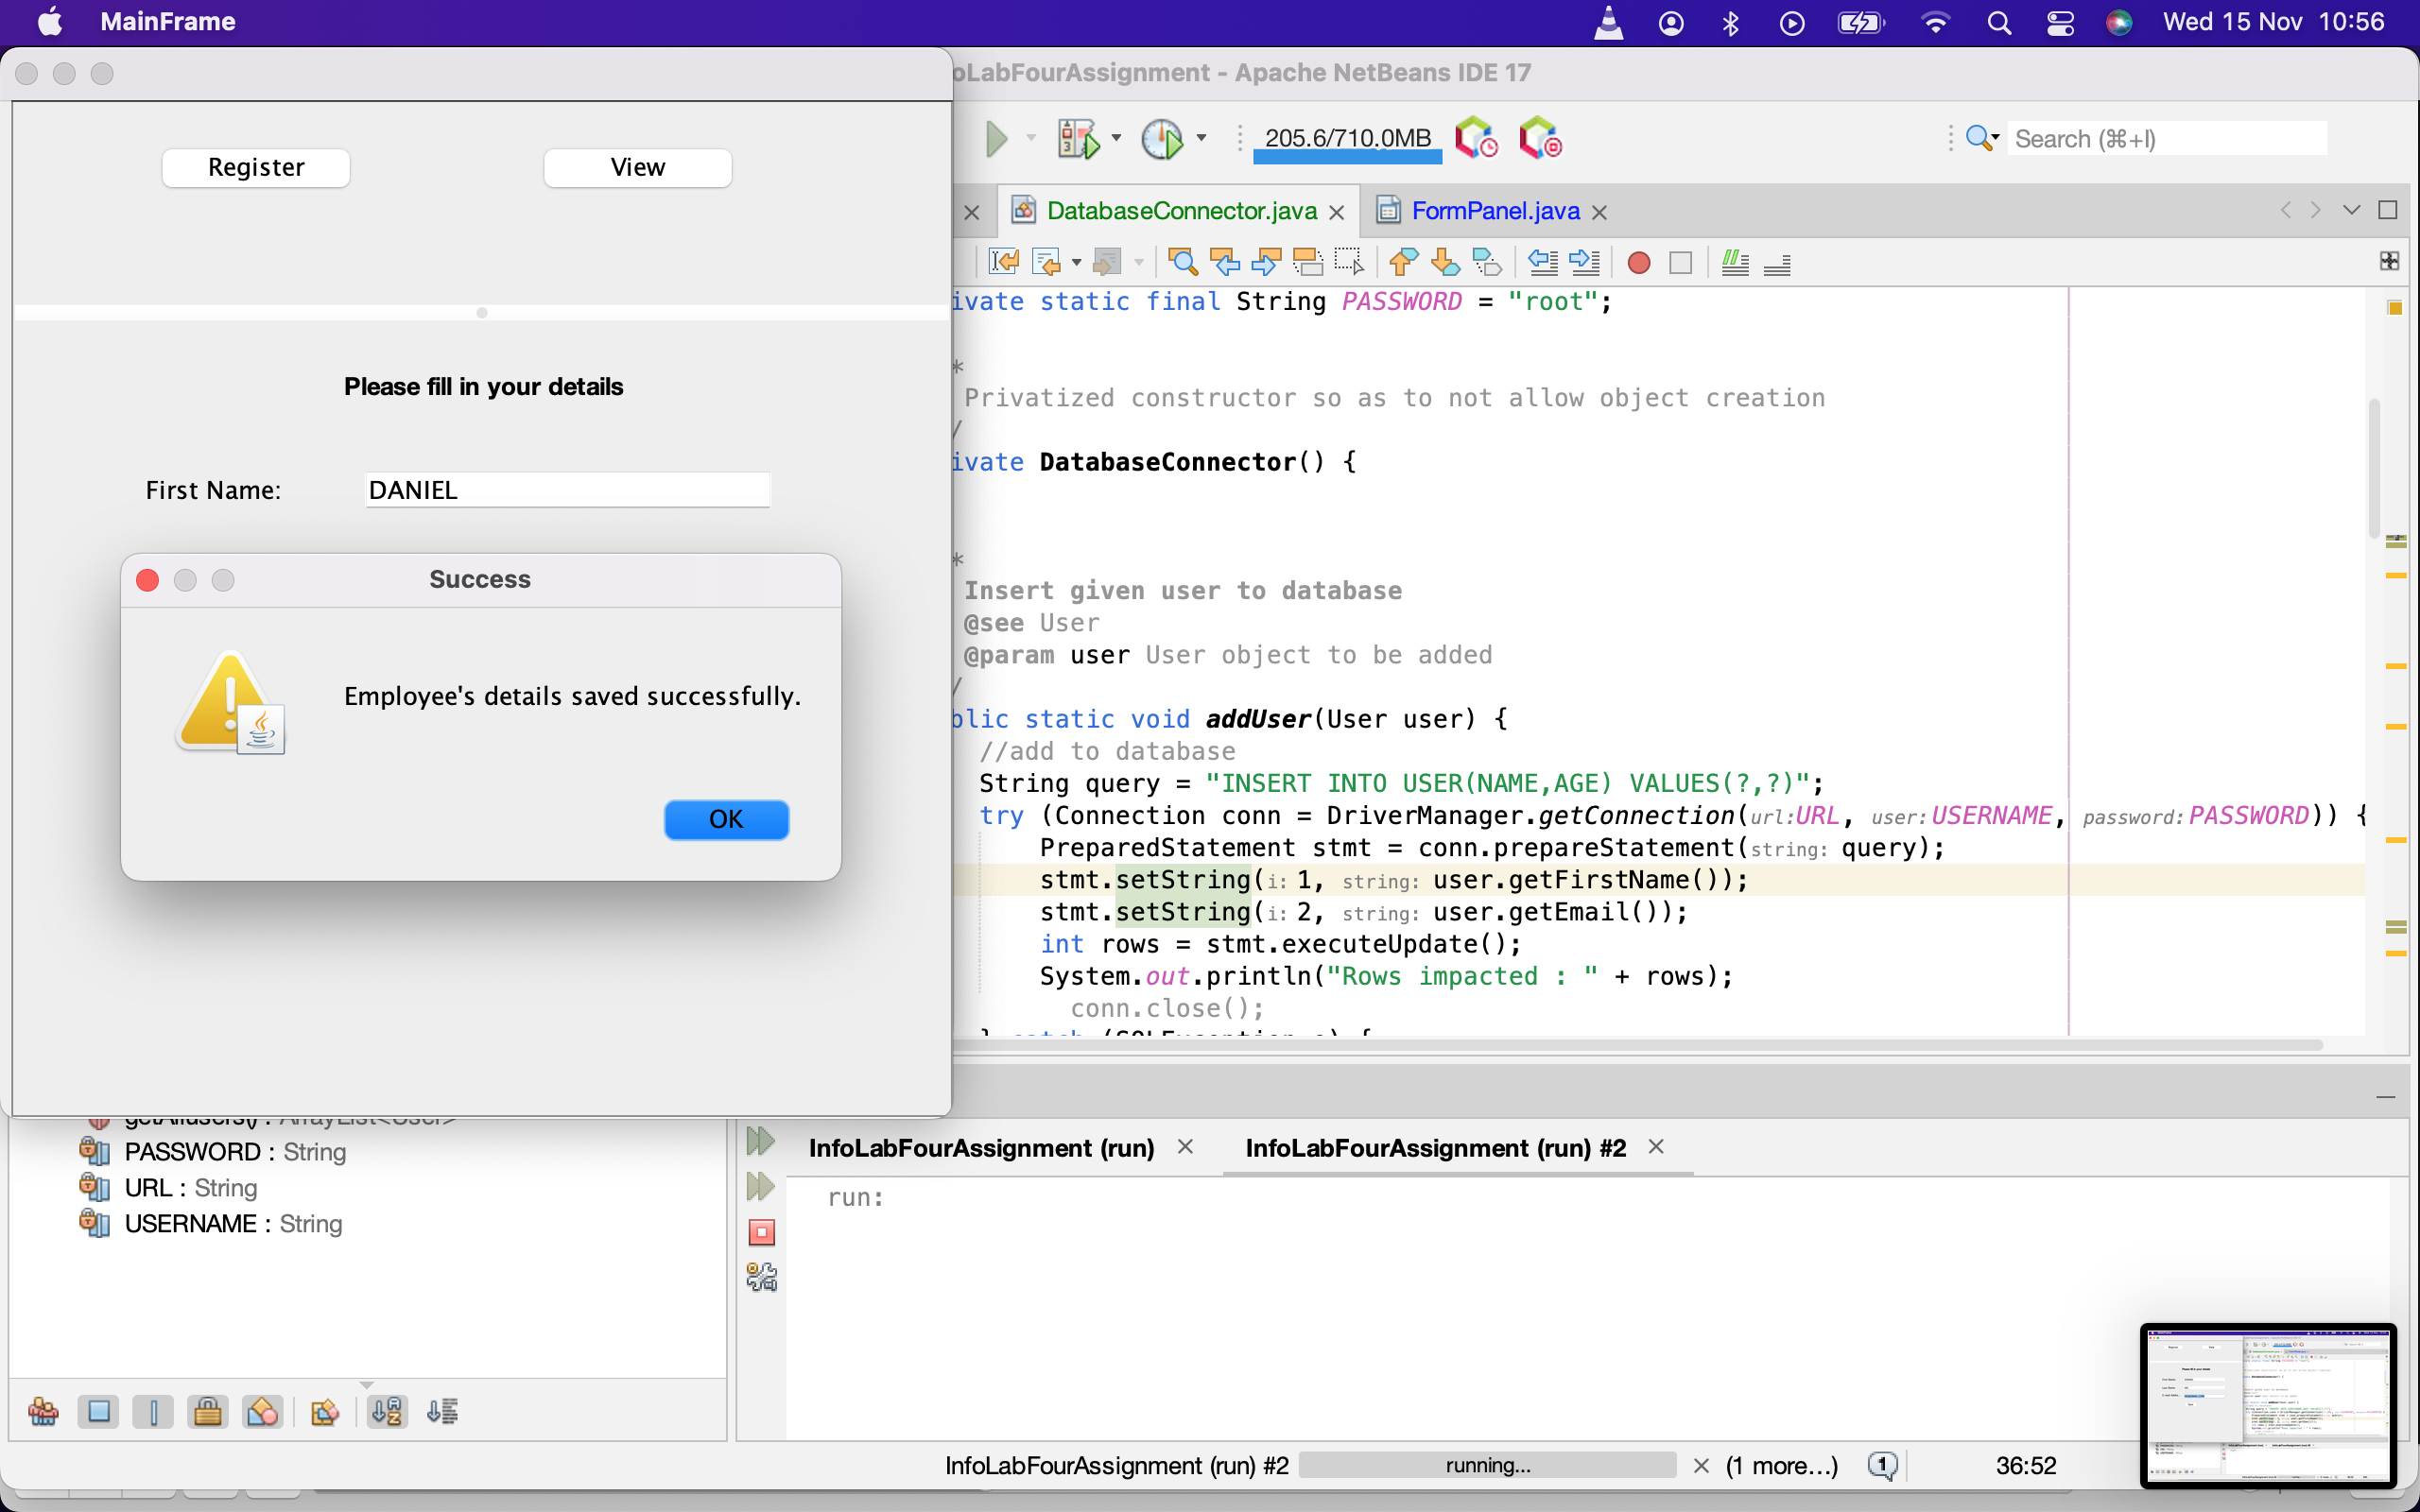 MainFrame
Wed 15 Nov 10:56
oLabFourAssignment - Apache NetBeans IDE 17
Register
View
205.6/710.0MB
Search (⌘+I)
DatabaseConnector.java
FormPanel.java
Please fill in your details
First Name:
DANIEL
Success
Employee's details saved successfully.
OK
ivate static final String PASSWORD = "root";
*
Privatized constructor so as to not allow object creation
/
ivate DatabaseConnector() {
*
Insert given user to database
@see User
@param user User object to be added
/
blic static void addUser(User user) {
//add to database
String query = "INSERT INTO USER(NAME,AGE) VALUES(?,?)";
try (Connection conn = DriverManager.getConnection(url:URL, user:USERNAME, password:PASSWORD)) {
PreparedStatement stmt = conn.prepareStatement(string: query);
stmt.setString(i: 1, string: user.getFirstName());
stmt.setString(i: 2, string: user.getEmail());
int rows = stmt.executeUpdate();
System.out.println("Rows impacted : " + rows);
conn.close();
PASSWORD : String
URL : String
USERNAME : String
InfoLabFourAssignment (run)
InfoLabFourAssignment (run) #2
run:
InfoLabFourAssignment (run) #2
running...
(1 more...)
1
36:52